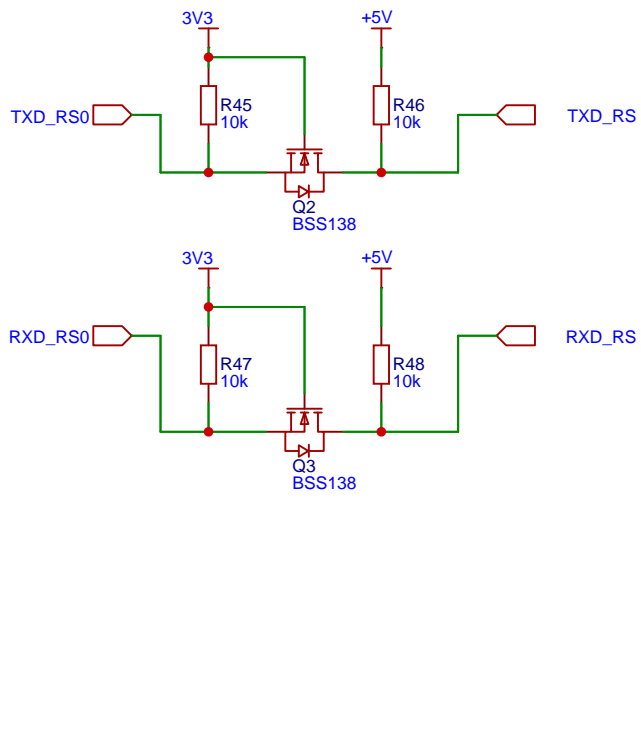 3V3
+5V
TXD_RS0
R45
10k
R46
10k
TXD_RS
Q2
BSS138
3V3
+5V
RXD_RS0
R47
10k
R48
10k
RXD_RS
Q3
BSS138